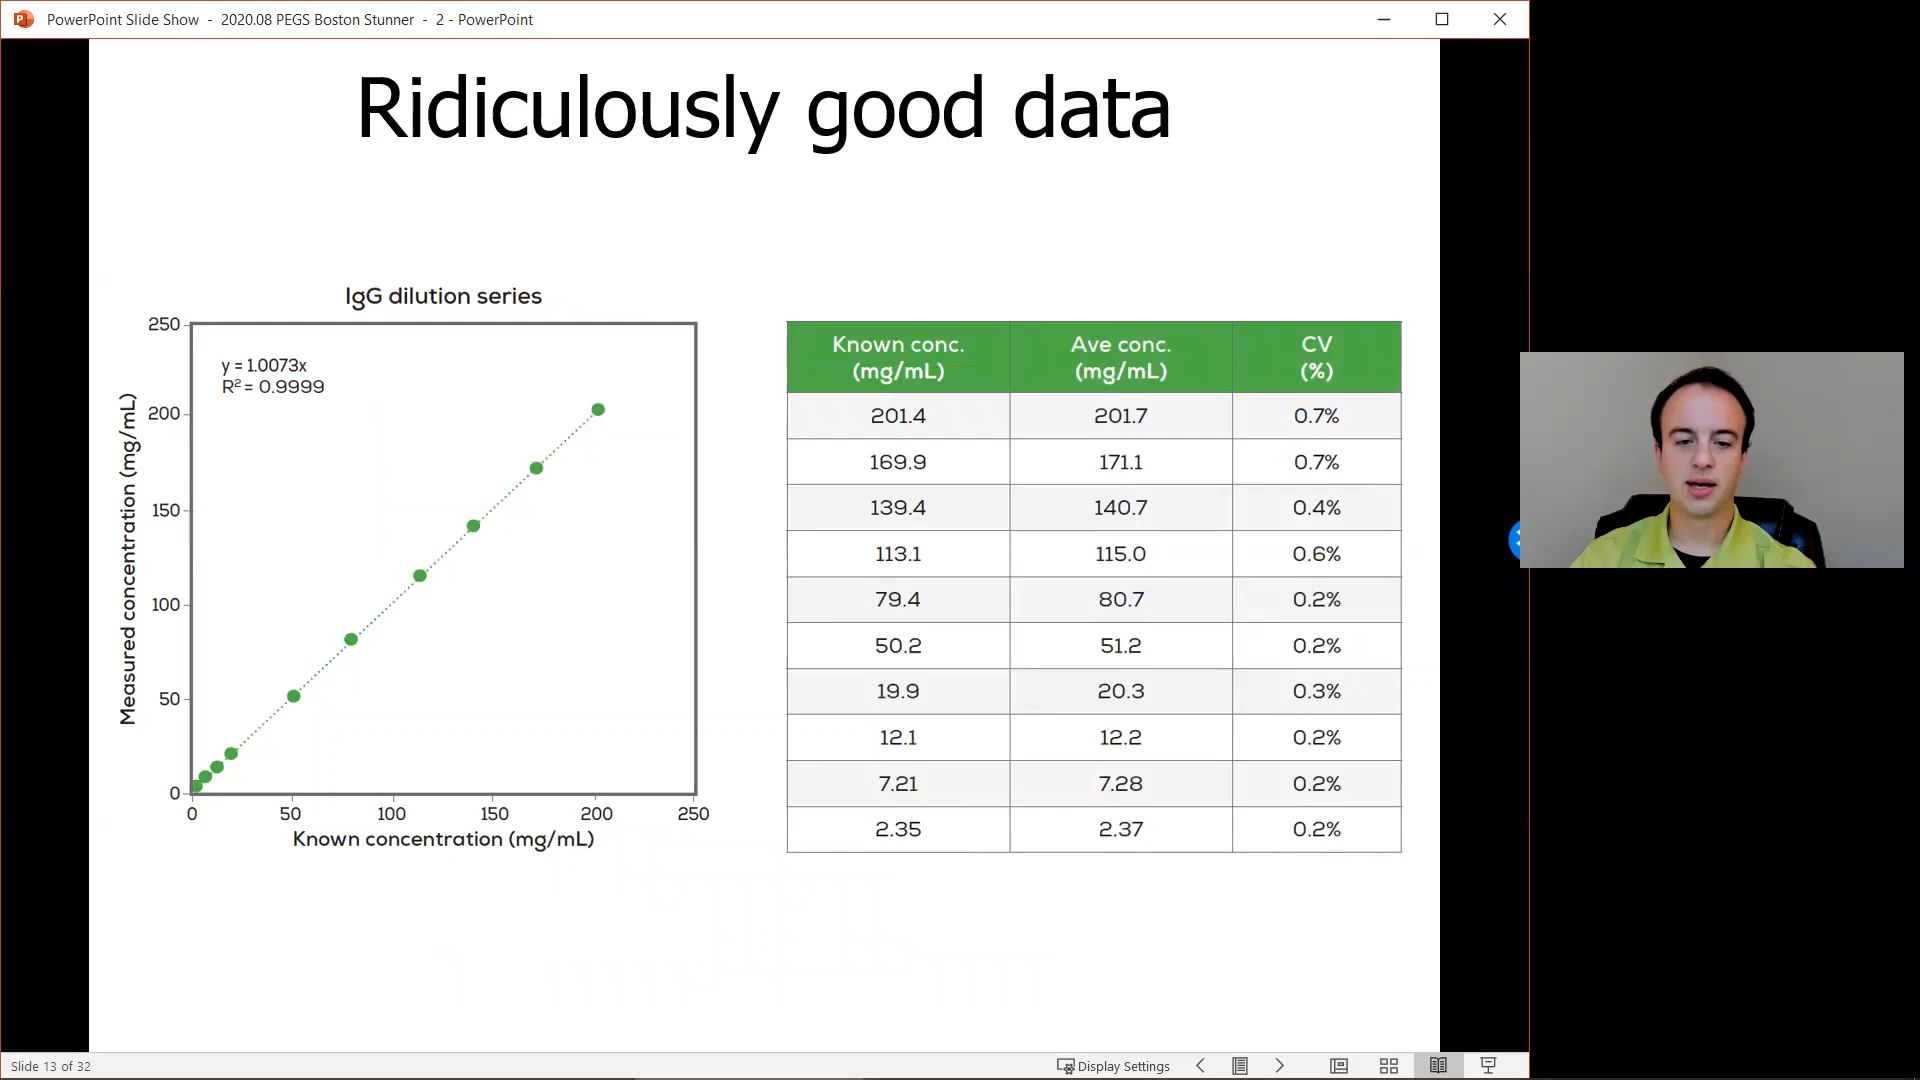 PowerPoint Slide Show - 2020.08 PEGS Boston Stunner - 2 - PowerPoint
Ridiculously good data
IgG dilution series
y = 1.0073x
R² = 0.9999
Measured concentration (mg/mL)
250
200
150
100
50
0
0 50 100 150 200 250
Known concentration (mg/mL)
Known conc. (mg/mL) Ave conc. (mg/mL) CV (%)
201.4 201.7 0.7%
169.9 171.1 0.7%
139.4 140.7 0.4%
113.1 115.0 0.6%
79.4 80.7 0.2%
50.2 51.2 0.2%
19.9 20.3 0.3%
12.1 12.2 0.2%
7.21 7.28 0.2%
2.35 2.37 0.2%
Slide 13 of 32
Display Settings